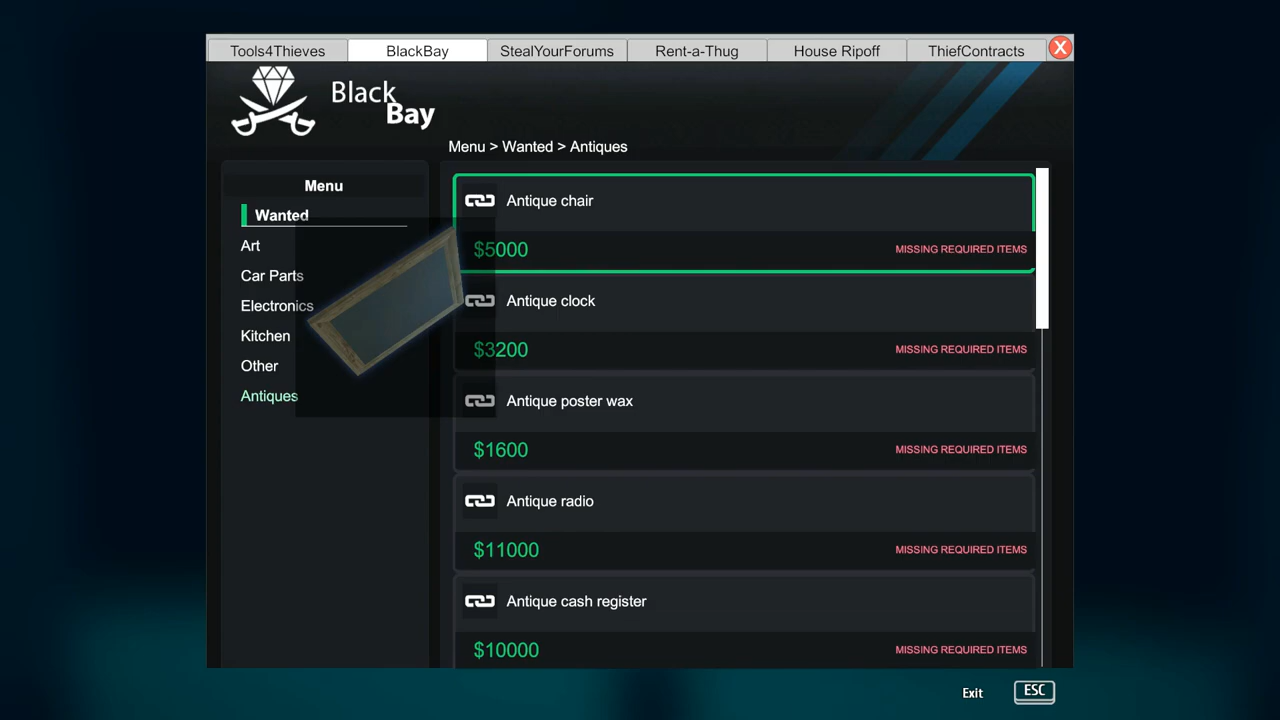 Tools4Thieves
BlackBay
StealYourForums
Rent-a-Thug
House Ripoff
ThiefContracts
X
Black
Bay
Menu > Wanted > Antiques
Menu
Wanted
Art
Car Parts
Electronics
Kitchen
Other
Antiques
Antique chair
$5000
MISSING REQUIRED ITEMS
Antique clock
$3200
MISSING REQUIRED ITEMS
Antique poster wax
$1600
MISSING REQUIRED ITEMS
Antique radio
$11000
MISSING REQUIRED ITEMS
Antique cash register
$10000
MISSING REQUIRED ITEMS
Exit
ESC